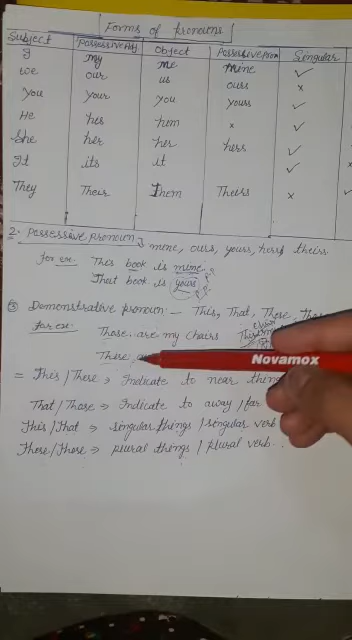 Forms of pronouns
Subject Possessive Adj Object Possessive Pron Singular
I my me mine ✓
we our us ours ×
You your you yours ✓
He his him × ✓
She her her hers ✓
It its it ✓ ×
They Their Them Theirs ×
2. Possessive pronoun mine, ours, yours, hers, theirs
For ex: This book is mine.
That book is yours
③ Demonstrative pronoun - This, That, These, Those
For ex: Those are my chairs
These
= This / These ⇒ Indicate to near thin
That / Those ⇒ Indicate to away / far
This / That ⇒ singular things / singular verb
These / Those ⇒ plural things / plural verb.
Novamox